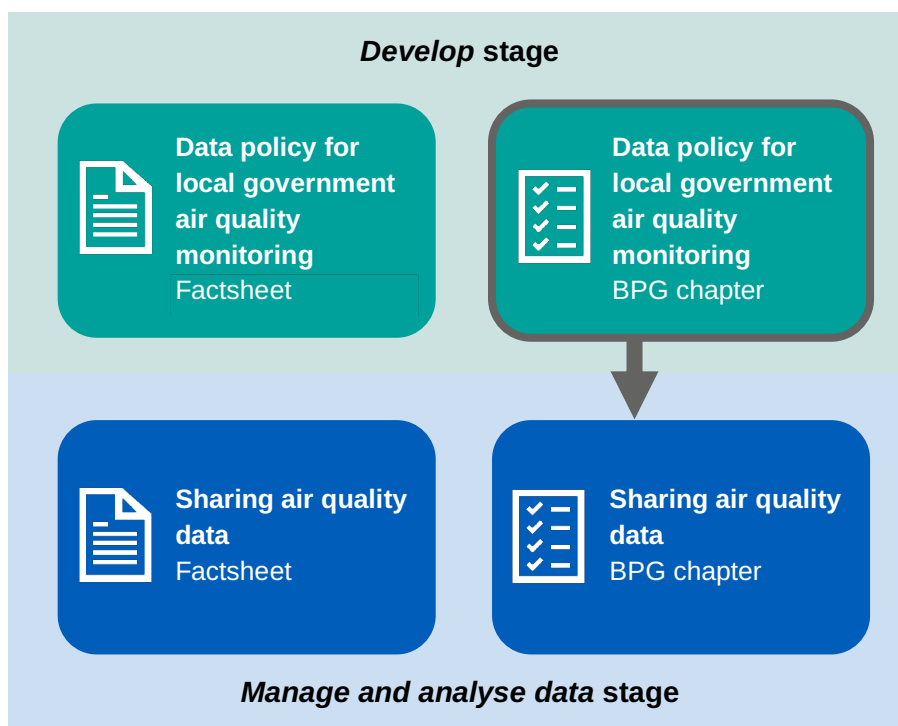 Develop stage
Data policy for
local government
air quality
monitoring
Factsheet
Data policy for
local government
air quality
monitoring
BPG chapter
Sharing air quality
data
Factsheet
Sharing air quality
data
BPG chapter
Manage and analyse data stage